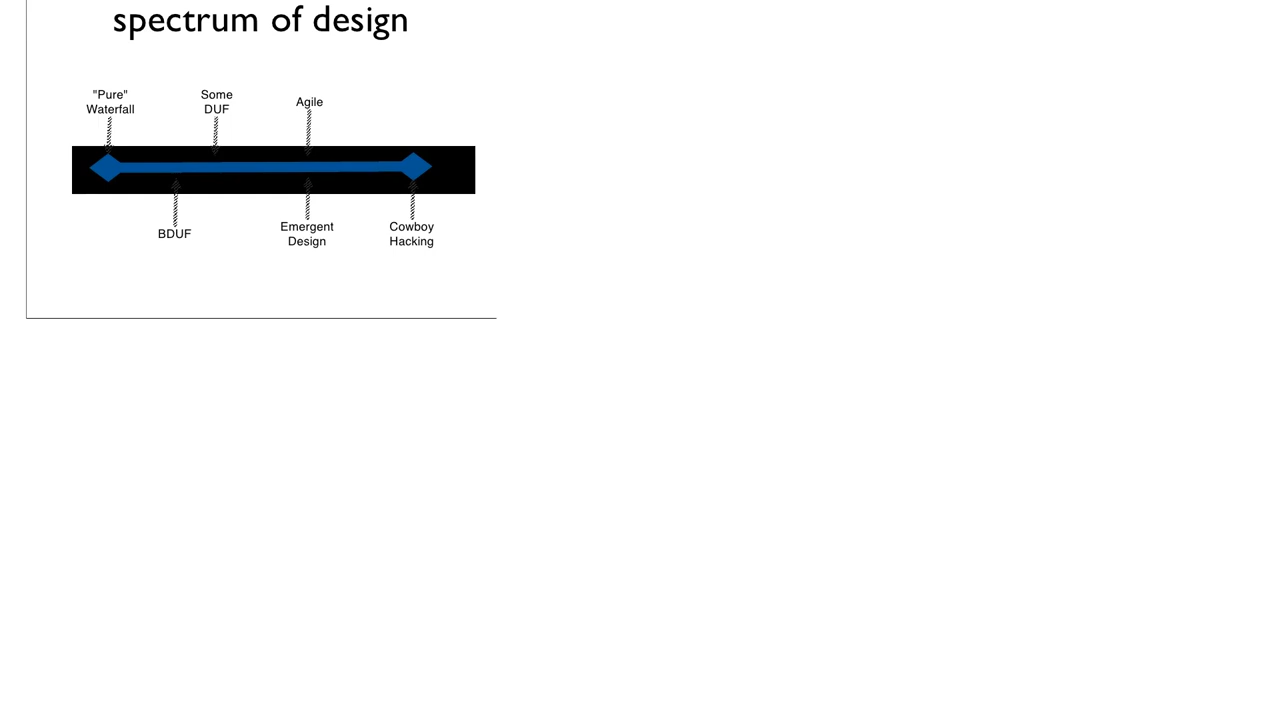 spectrum of design
"Pure"
Waterfall
Some
DUF
Agile
BDUF
Emergent
Design
Cowboy
Hacking